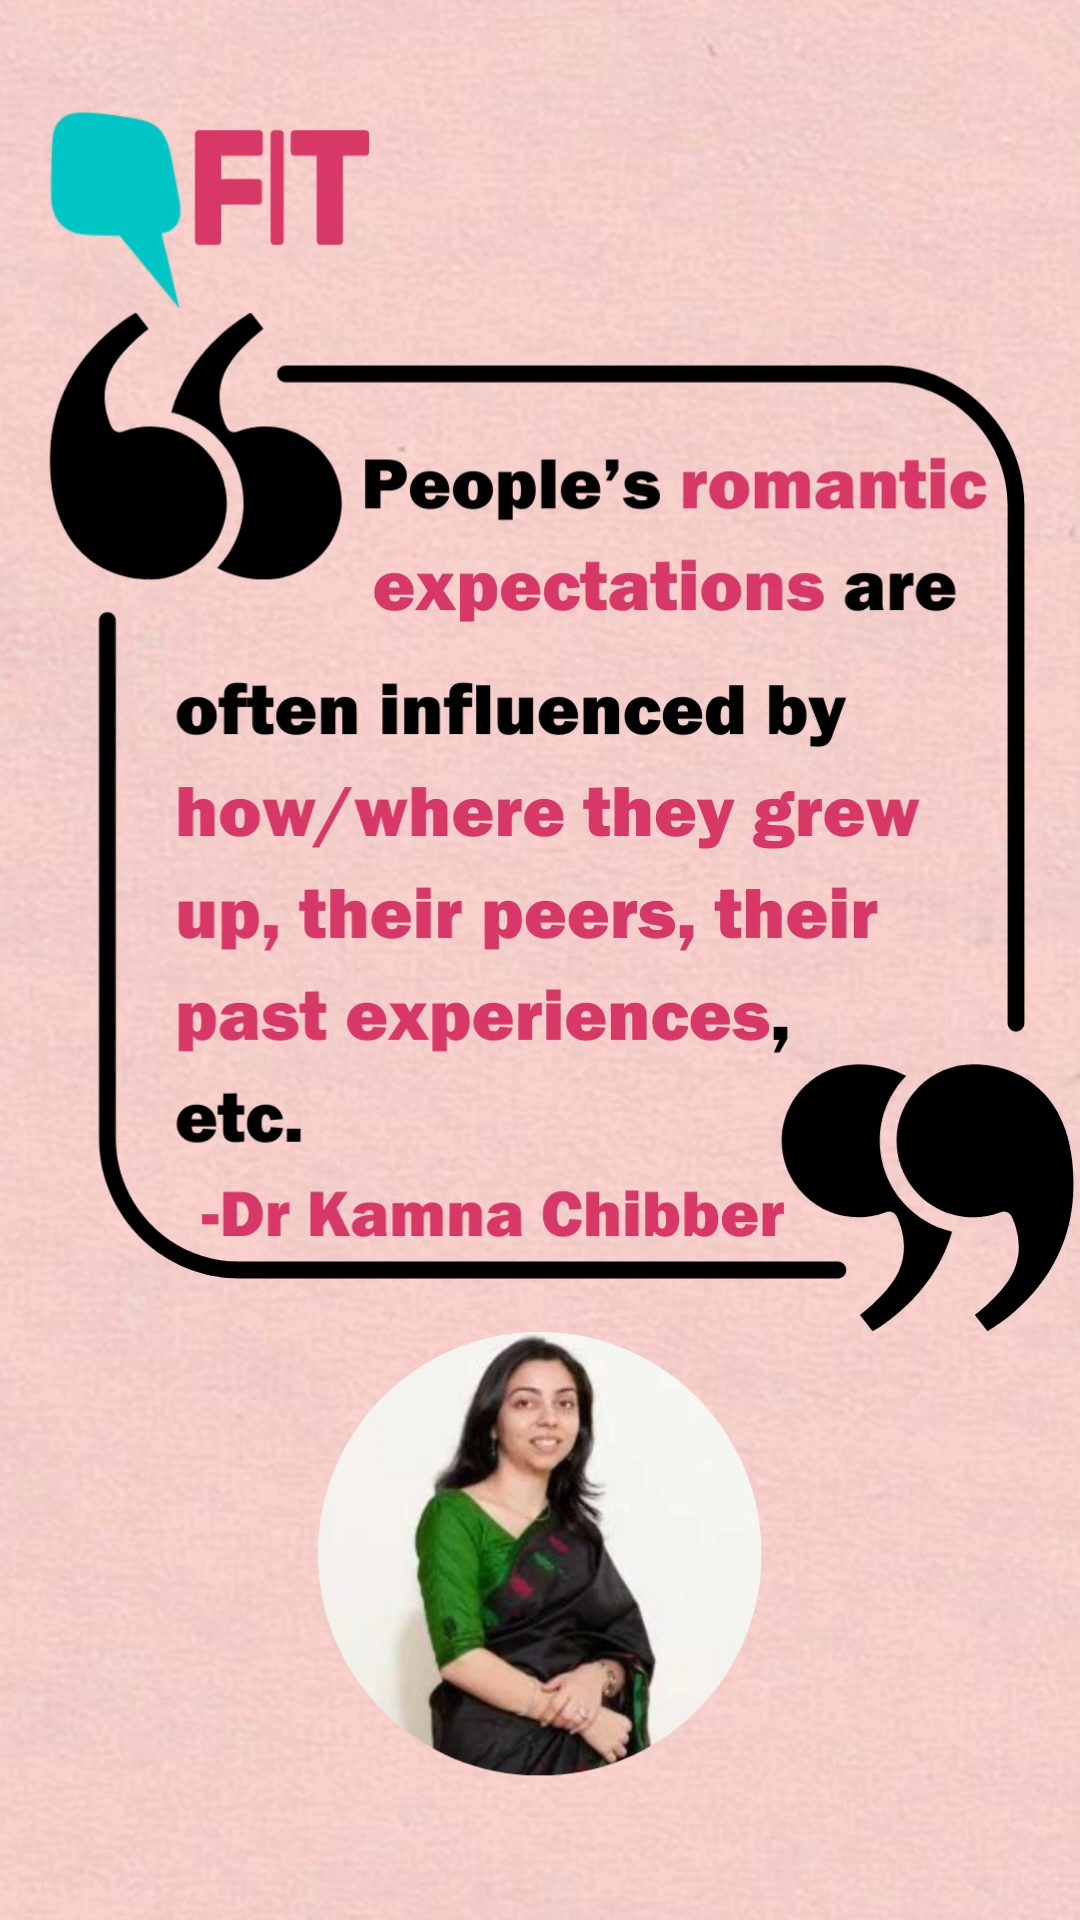 FIT
People’s romantic
expectations are
often influenced by
how/where they grew
up, their peers, their
past experiences,
etc.
-Dr Kamna Chibber